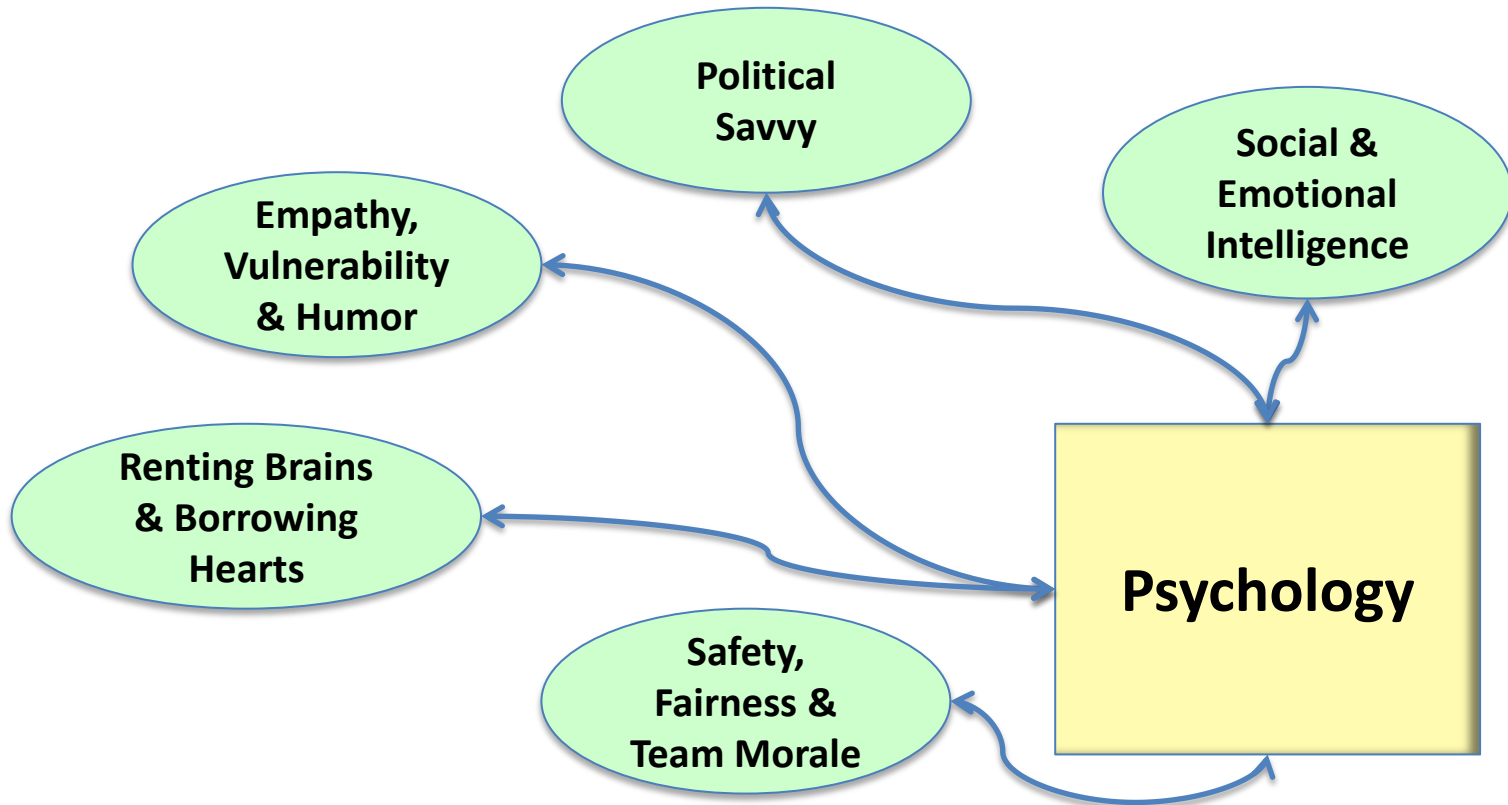 Political
Savvy
Social &
Emotional
Intelligence
Empathy,
Vulnerability
& Humor
Renting Brains
& Borrowing
Hearts
Psychology
Safety,
Fairness &
Team Morale